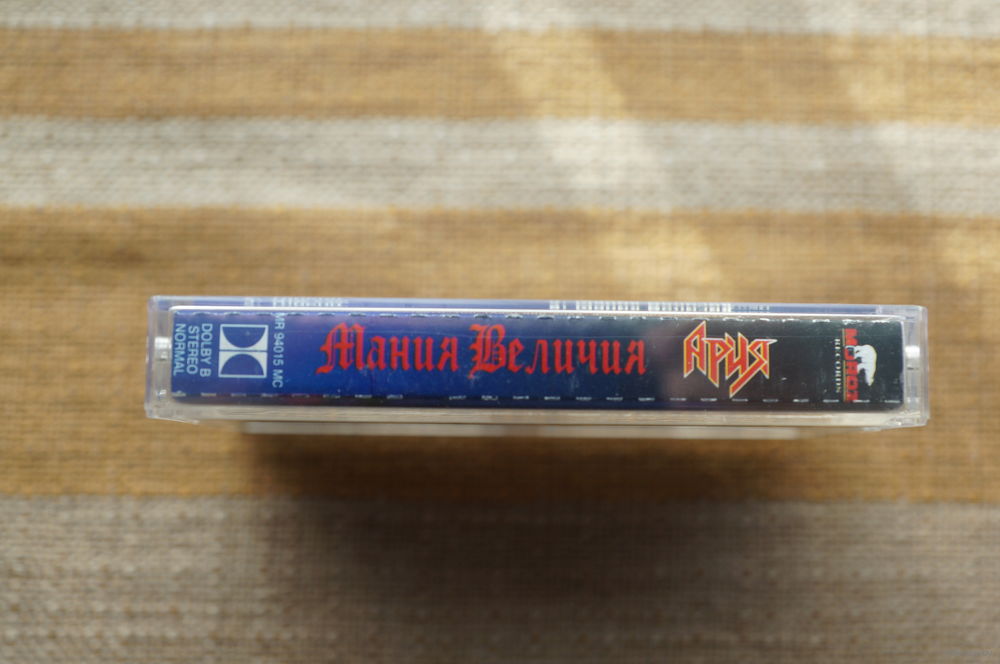 DOLBY B
STEREO
NORMAL
MR 94015 MC
Мания Величия
Ария
MOROZ
RECORDS